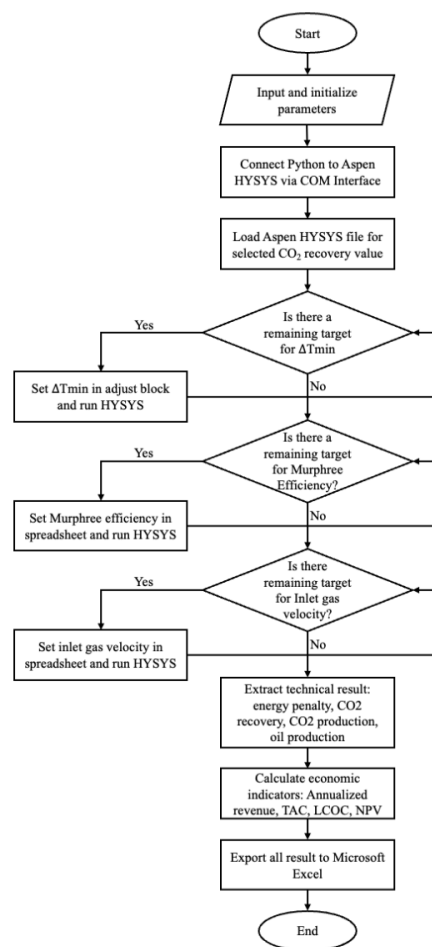 Start
Input and initialize
parameters
Connect Python to Aspen
HYSYS via COM Interface
Load Aspen HYSYS file for
selected CO₂ recovery value
Is there a
remaining target
for ΔTmin
Yes
No
Set ΔTmin in adjust block
and run HYSYS
Is there a
remaining target
for Murphree
Efficiency?
Yes
No
Set Murphree efficiency in
spreadsheet and run HYSYS
Is there
remaining target
for Inlet gas
velocity?
Yes
No
Set inlet gas velocity in
spreadsheet and run HYSYS
Extract technical result:
energy penalty, CO2
recovery, CO2 production,
oil production
Calculate economic
indicators: Annualized
revenue, TAC, LCOC, NPV
Export all result to Microsoft
Excel
End